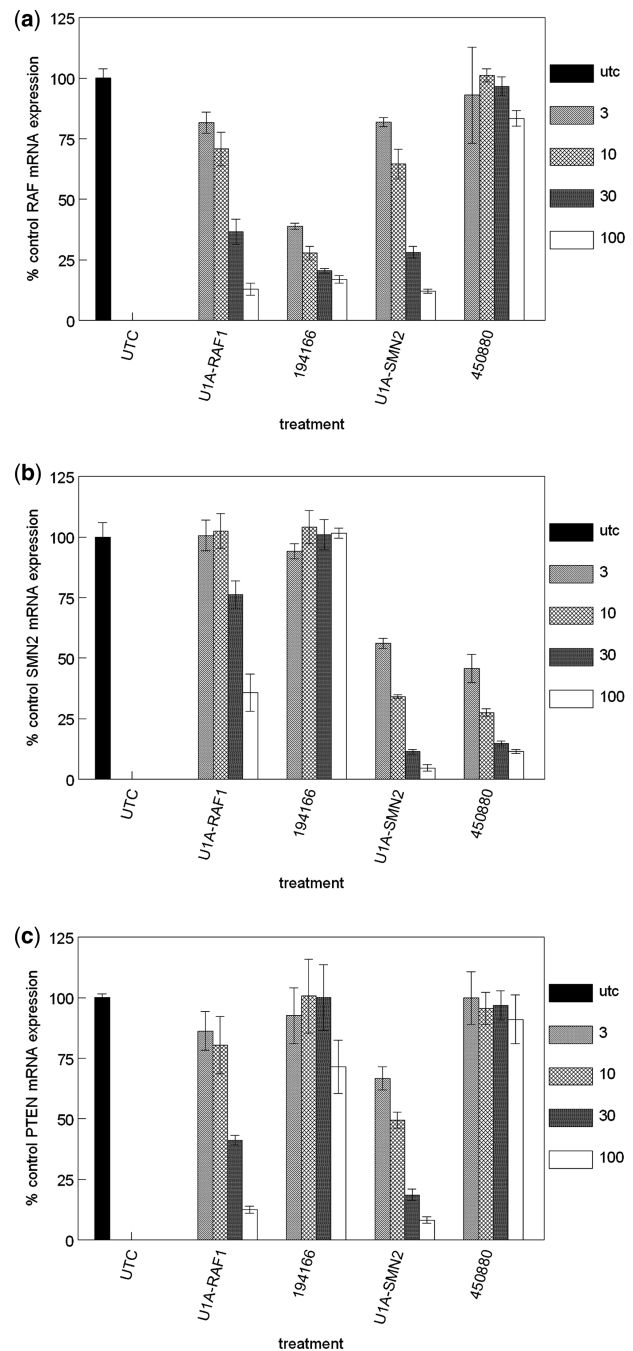 (a)
% control RAF mRNA expression
125
100
75
50
25
0
UTC
U1A-RAF1
194166
U1A-SMN2
450880
treatment
utc
3
10
30
100
(b)
% control SMN2 mRNA expression
125
100
75
50
25
0
UTC
U1A-RAF1
194166
U1A-SMN2
450880
treatment
utc
3
10
30
100
(c)
% control PTEN mRNA expression
125
100
75
50
25
0
UTC
U1A-RAF1
194166
U1A-SMN2
450880
treatment
utc
3
10
30
100